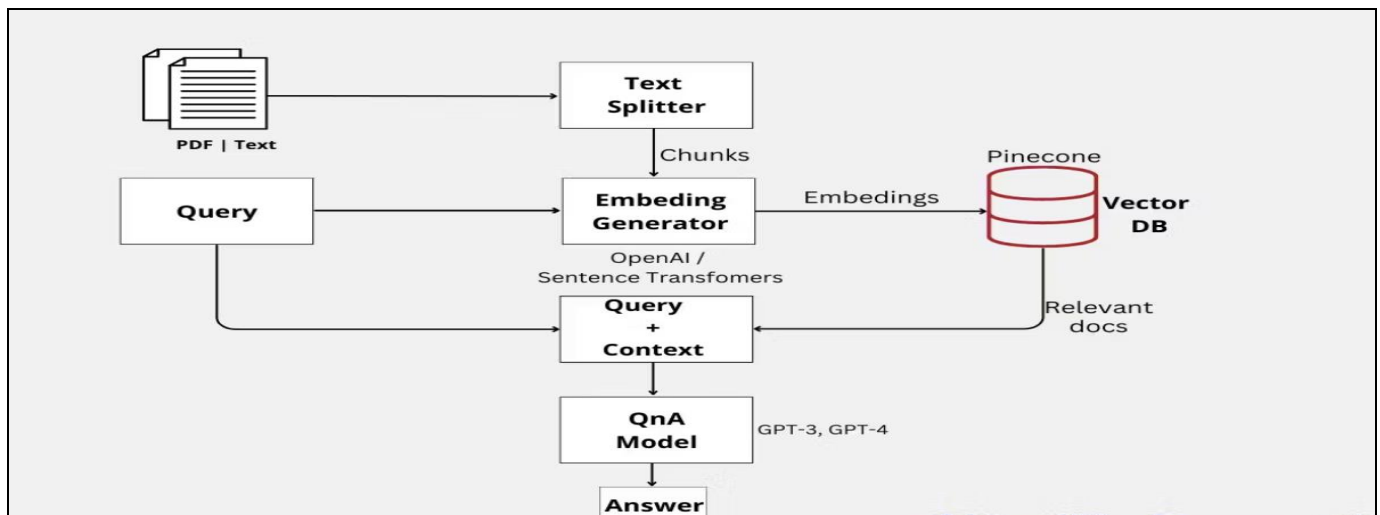 Text
Splitter
PDF | Text
Chunks
Pinecone
Query
Embeding
Generator
Embedings
Vector
DB
OpenAI /
Sentence Transfomers
Query
+
Context
Relevant
docs
QnA
Model
GPT-3, GPT-4
Answer